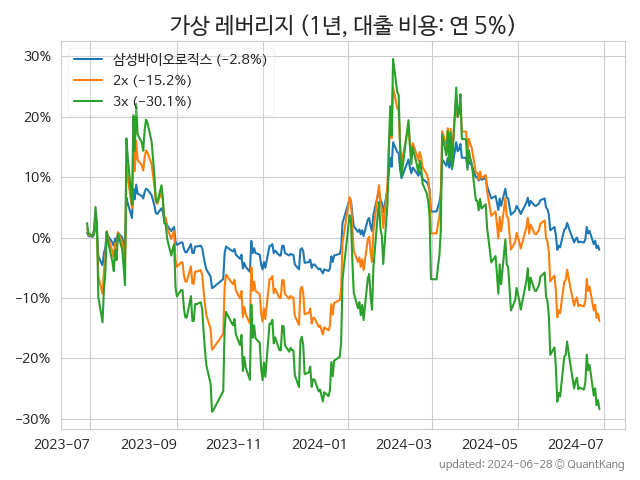 가상 레버리지 (1년, 대출 비용: 연 5%)
삼성바이오로직스 (−2.8%)
2x (−15.2%)
3x (−30.1%)
30%
20%
10%
0%
−10%
−20%
−30%
2023-07 2023-09 2023-11 2024-01 2024-03 2024-05 2024-07
updated: 2024-06-28 © QuantKang